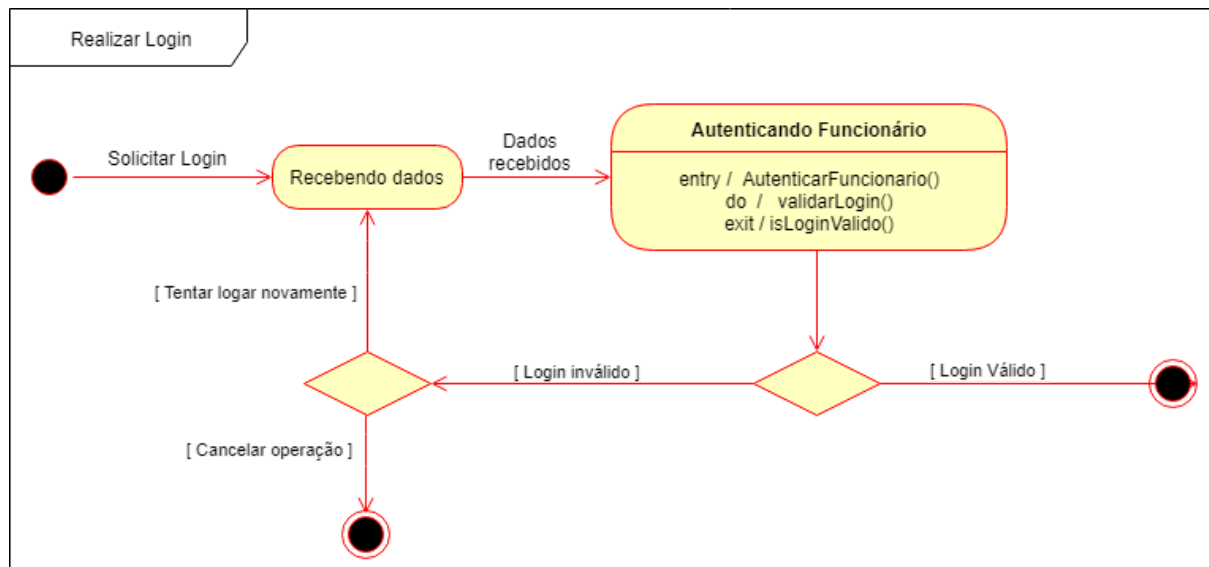 Realizar Login
Solicitar Login
Recebendo dados
Dados
recebidos
Autenticando Funcionário
entry / AutenticarFuncionario()
do / validarLogin()
exit / isLoginValido()
[ Tentar logar novamente ]
[ Login inválido ]
[ Login Válido ]
[ Cancelar operação ]